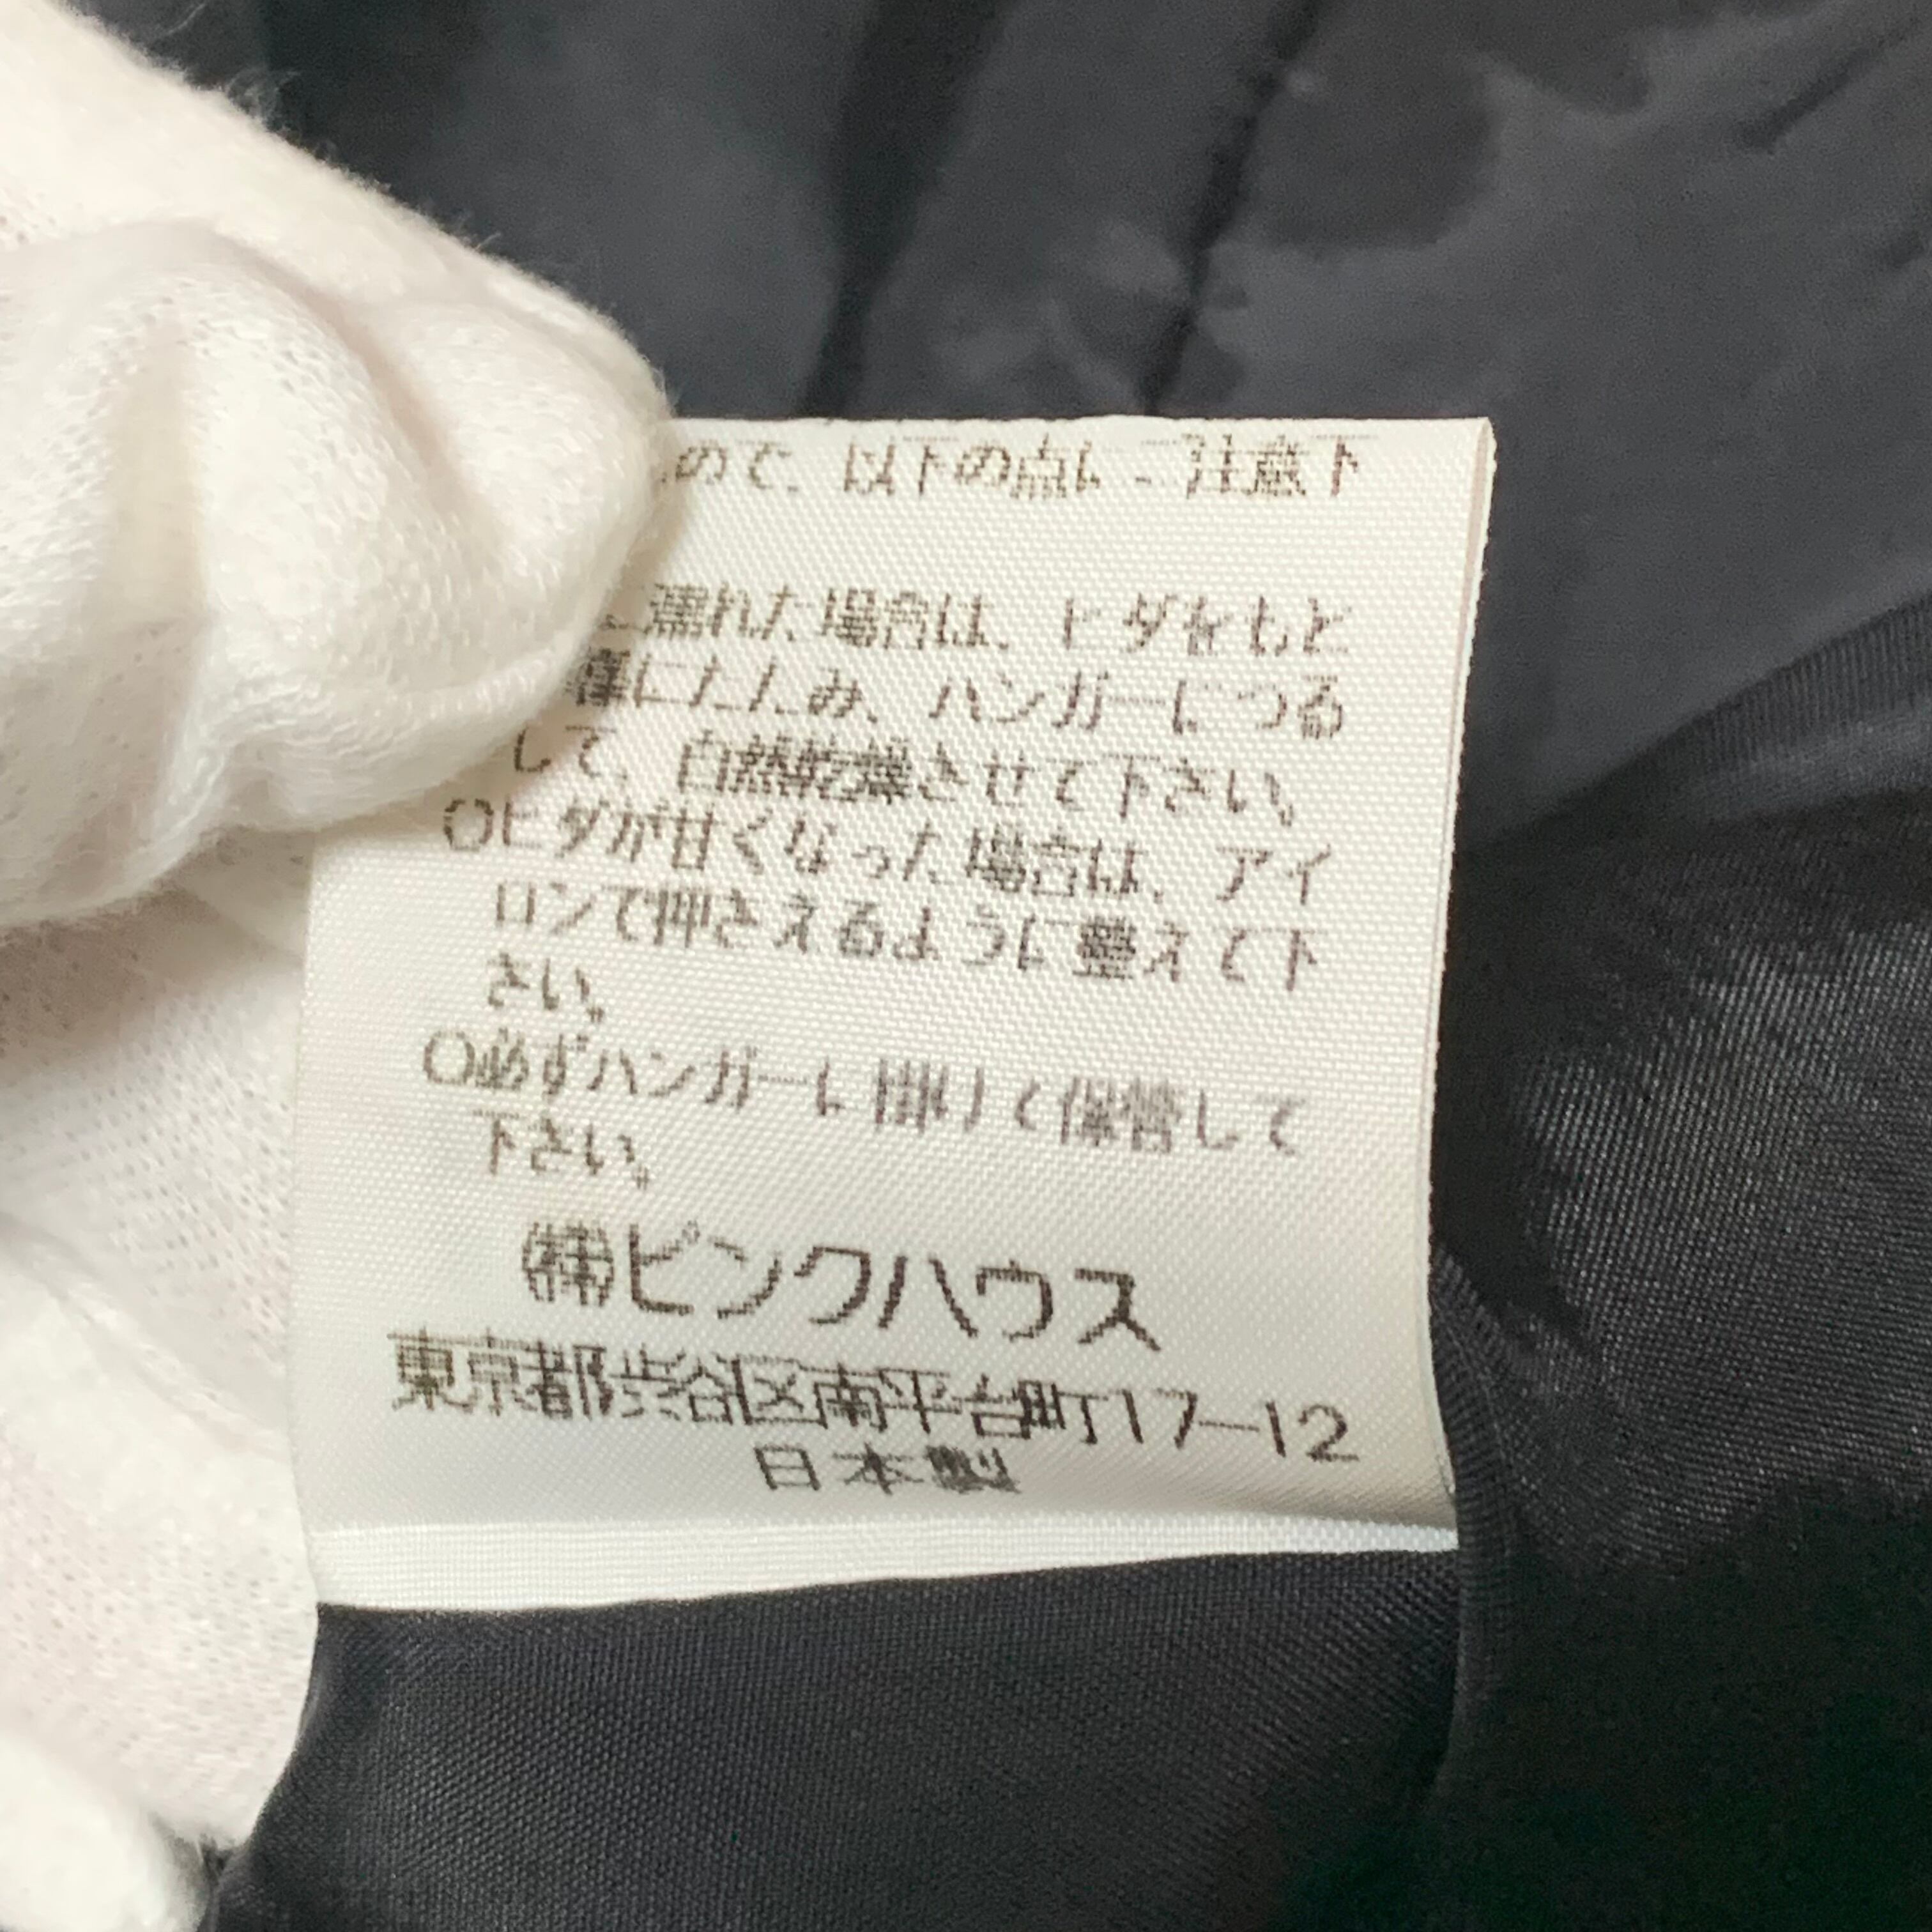 ので、以下の点にご注意下
に濡れた場合は、ヒダをもと
様にたたみ、ハンガーにつる
して、自然乾燥させて下さい。
○ヒダが甘くなった場合は、アイ
ロンで押さえるように整えて下
さい。
○必ずハンガーに掛けて保管して
下さい。
㈱ピンクハウス
東京都渋谷区南平台町17-12
日本製